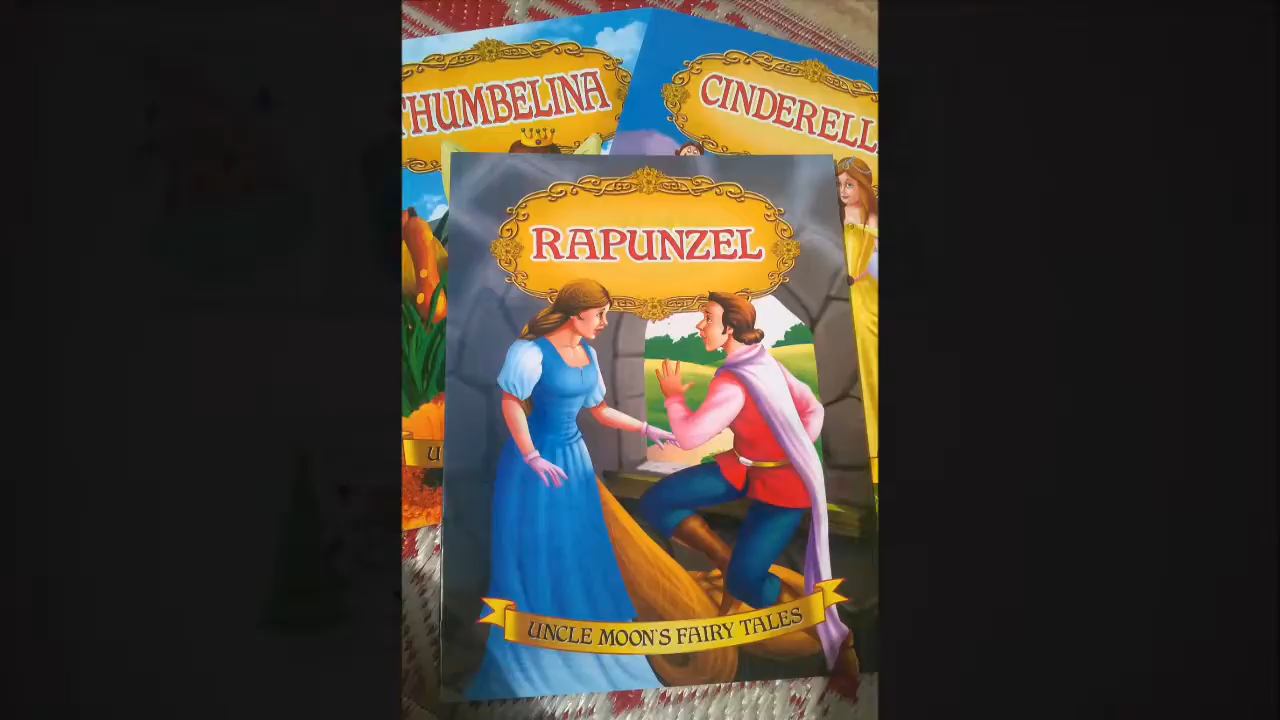 THUMBELINA
CINDERELL
RAPUNZEL
U
UNCLE MOON'S FAIRY TALES